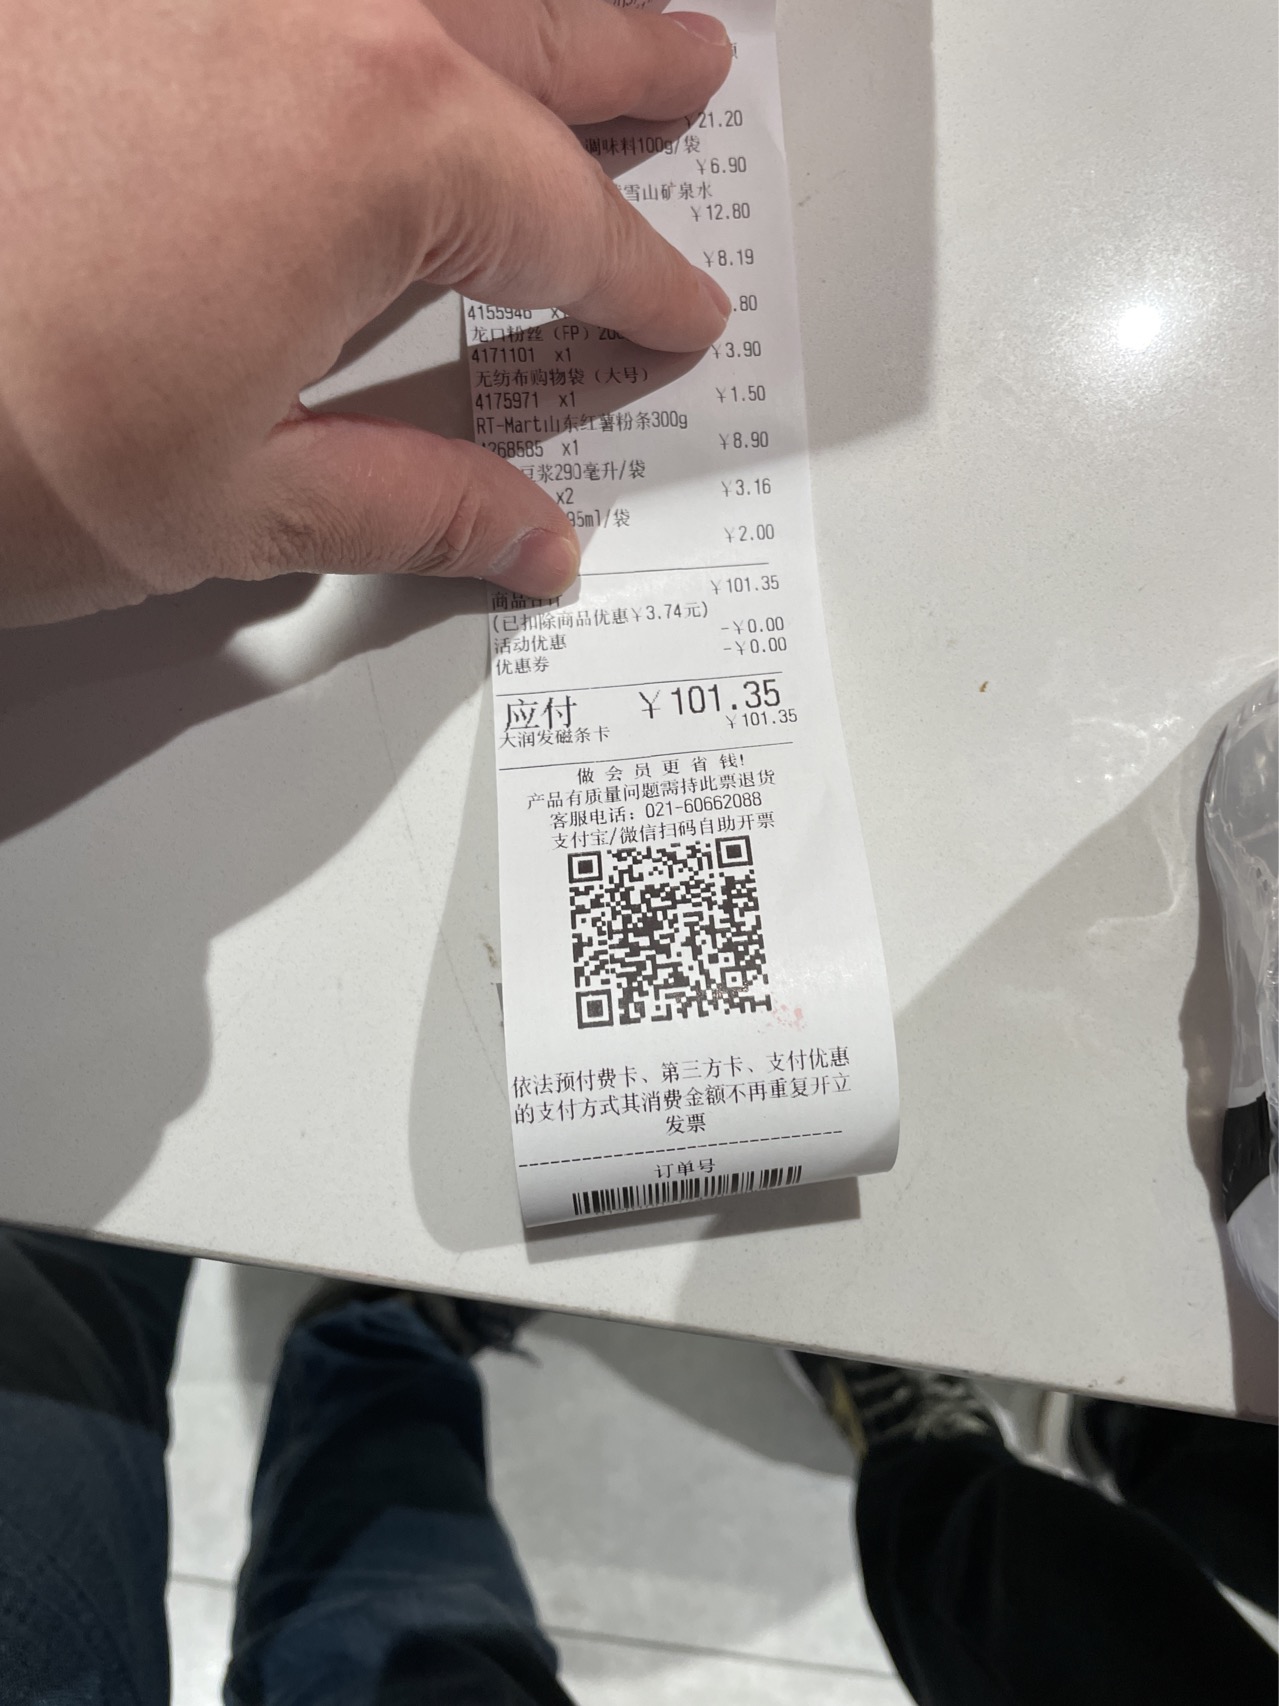 21.20
调味料100g/袋
￥6.90
雪山矿泉水
￥12.80
￥8.19
.80
4155946
龙口粉丝（FP）
￥3.90
4171101 x1
无纺布购物袋（大号）
￥1.50
4175971 x1
RT-Mart山东红薯粉条300g
￥8.90
4268585 x1
豆浆290毫升/袋
￥3.16
x2
95ml/袋
￥2.00
商品合计 ￥101.35
(已扣除商品优惠￥3.74元)
活动优惠 -￥0.00
优惠券 -￥0.00
应付 ￥101.35
大润发磁条卡 ￥101.35
做会员更省钱!
产品有质量问题需持此票退货
客服电话：021-60662088
支付宝/微信扫码自助开票
依法预付费卡、第三方卡、支付优惠
的支付方式其消费金额不再重复开立
发票
订单号